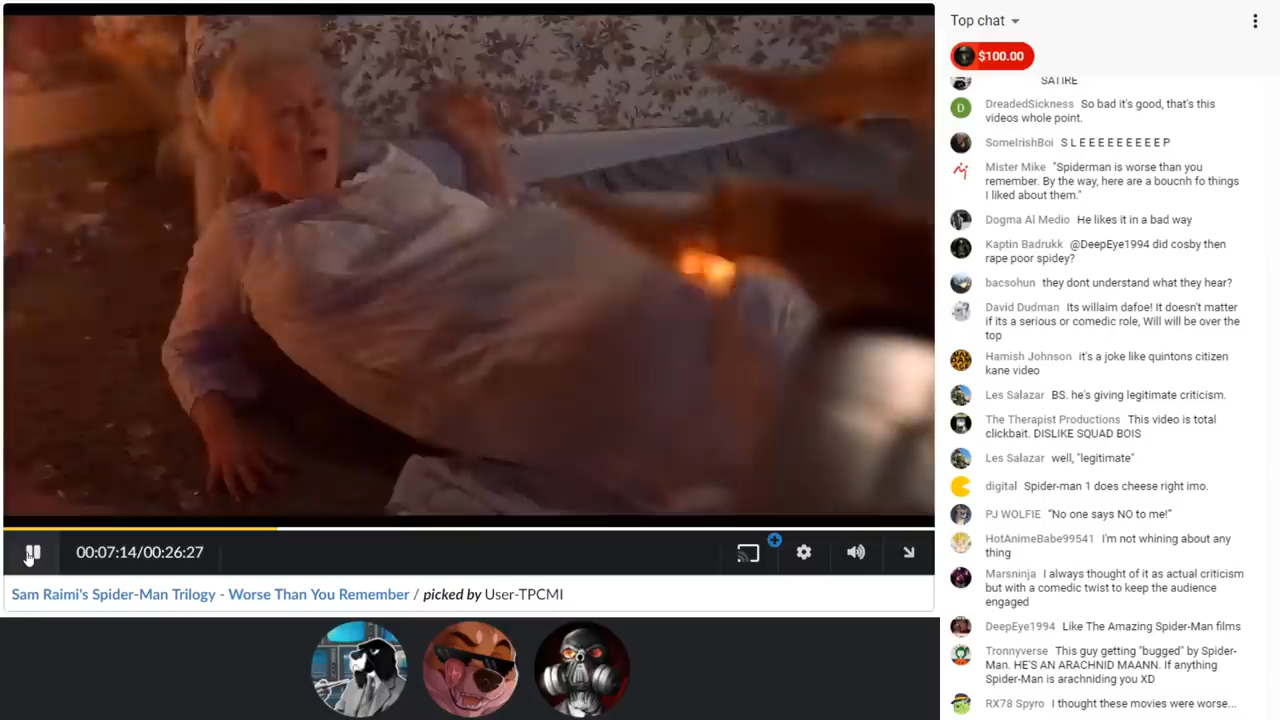 Top chat
$100.00
SATIRE
DreadedSickness So bad it's good, that's this
videos whole point.
SomeIrishBoi S L E E E E E E E E E P
Mister Mike "Spiderman is worse than you
remember. By the way, here are a boucnh fo things
I liked about them."
Dogma Al Medio He likes it in a bad way
Kaptin Badrukk @DeepEye1994 did cosby then
rape poor spidey?
bacsohun they dont understand what they hear?
David Dudman Its willaim dafoe! It doesn't matter
if its a serious or comedic role, Will will be over the
top
Hamish Johnson it's a joke like quintons citizen
kane video
Les Salazar BS. he's giving legitimate criticism.
The Therapist Productions This video is total
clickbait. DISLIKE SQUAD BOIS
Les Salazar well, "legitimate"
digital Spider-man 1 does cheese right imo.
PJ WOLFIE “No one says NO to me!”
HotAnimeBabe99541 I'm not whining about any
thing
Marsninja I always thought of it as actual criticism
but with a comedic twist to keep the audience
engaged
DeepEye1994 Like The Amazing Spider-Man films
Tronnyverse This guy getting "bugged" by Spider-
Man. HE'S AN ARACHNID MAANN. If anything
Spider-Man is arachniding you XD
RX78 Spyro I thought these movies were worse...
00:07:14/00:26:27
Sam Raimi's Spider-Man Trilogy - Worse Than You Remember / picked by User-TPCMI